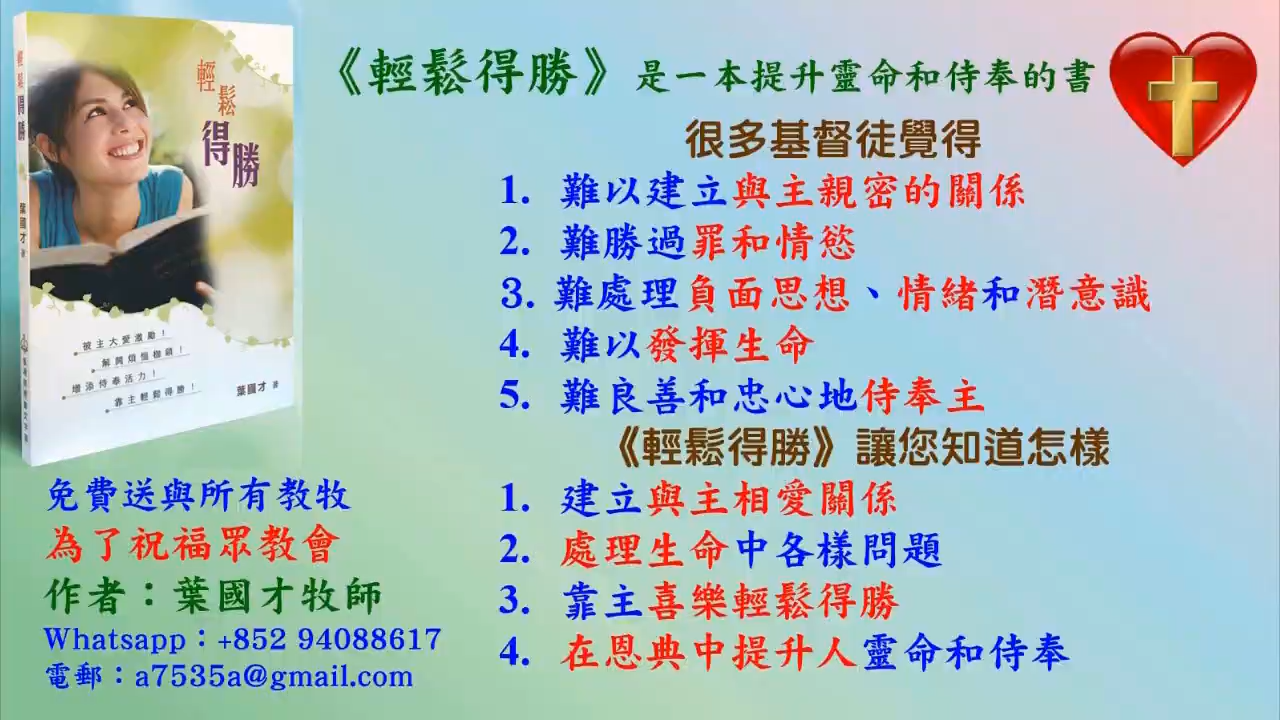 《輕鬆得勝》是一本提升靈命和侍奉的書
很多基督徒覺得
1. 難以建立與主親密的關係
2. 難勝過罪和情慾
3. 難處理負面思想、情緒和潛意識
4. 難以發揮生命
5. 難良善和忠心地侍奉主
《輕鬆得勝》讓您知道怎樣
1. 建立與主相愛關係
2. 處理生命中各樣問題
3. 靠主喜樂輕鬆得勝
4. 在恩典中提升人靈命和侍奉
輕鬆得勝
葉國才 著
輕鬆
得勝
被主大愛激勵！
解開煩惱枷鎖！
增添侍奉活力！
靠主輕鬆得勝！
葉國才 著
免費送與所有教牧
為了祝福眾教會
作者：葉國才牧師
Whatsapp：+852 94088617
電郵：a7535a@gmail.com